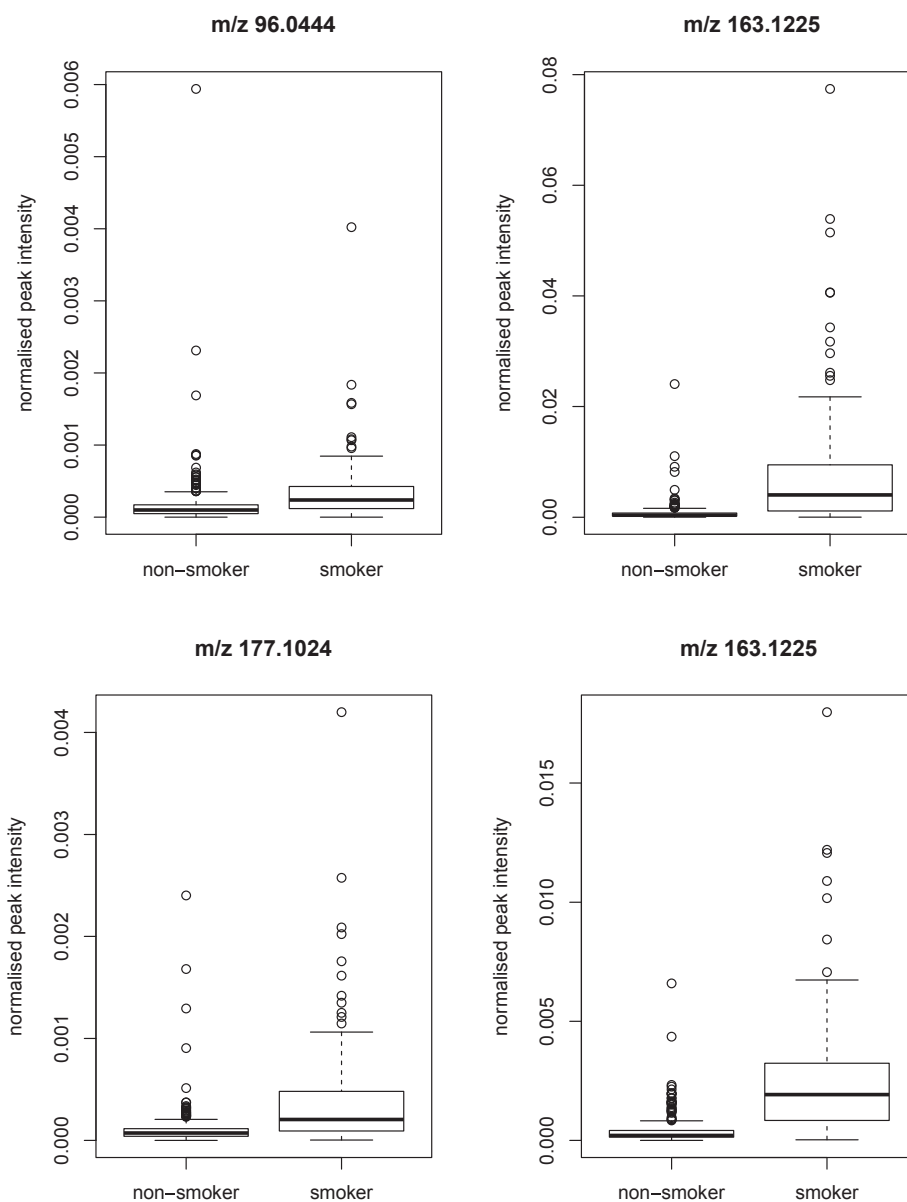 m/z 96.0444
normalised peak intensity
0.006
0.005
0.004
0.003
0.002
0.001
0.000
non−smoker smoker
m/z 163.1225
normalised peak intensity
0.08
0.06
0.04
0.02
0.00
non−smoker smoker
m/z 177.1024
normalised peak intensity
0.004
0.003
0.002
0.001
0.000
non−smoker smoker
m/z 163.1225
normalised peak intensity
0.015
0.010
0.005
0.000
non−smoker smoker